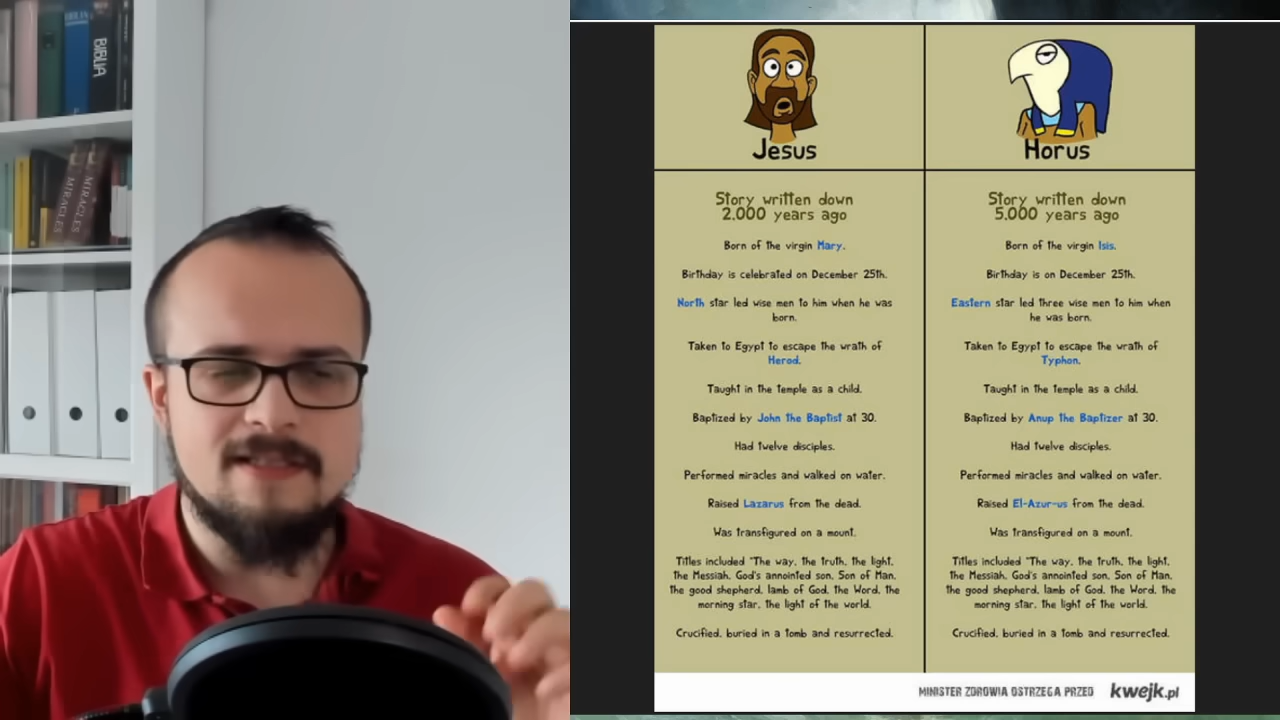 BIBLIA
MIRACLES
MIRACLES
Jesus
Story written down
2.000 years ago
Born of the virgin Mary.
Birthday is celebrated on December 25th.
North star led wise men to him when he was
born.
Taken to Egypt to escape the wrath of
Herod.
Taught in the temple as a child.
Baptized by John the Baptist at 30.
Had twelve disciples.
Performed miracles and walked on water.
Raised Lazarus from the dead.
Was transfigured on a mount.
Titles included "The way, the truth, the light,
the Messiah, God's annointed son, Son of Man,
the good shepherd, lamb of God, the Word, the
morning star, the light of the world.
Crucified, buried in a tomb and resurrected.
Horus
Story written down
5.000 years ago
Born of the virgin Isis.
Birthday is on December 25th.
Eastern star led three wise men to him when
he was born.
Taken to Egypt to escape the wrath of
Typhon.
Taught in the temple as a child.
Baptized by Anup the Baptizer at 30.
Had twelve disciples.
Performed miracles and walked on water.
Raised El-Azur-us from the dead.
Was transfigured on a mount.
Titles included "The way, the truth, the light,
the Messiah, God's annointed son, Son of Man,
the good shepherd, lamb of God, the Word, the
morning star, the light of the world.
Crucified, buried in a tomb and resurrected.
MINISTER ZDROWIA OSTRZEGA PRZED kwejk.pl